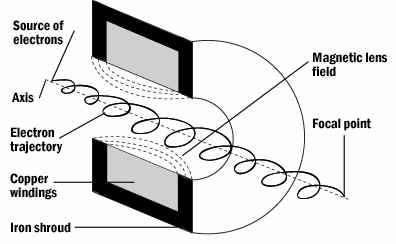 Source of
electrons
Axis
Electron
trajectory
Copper
windings
Iron shroud
Magnetic lens
field
Focal point